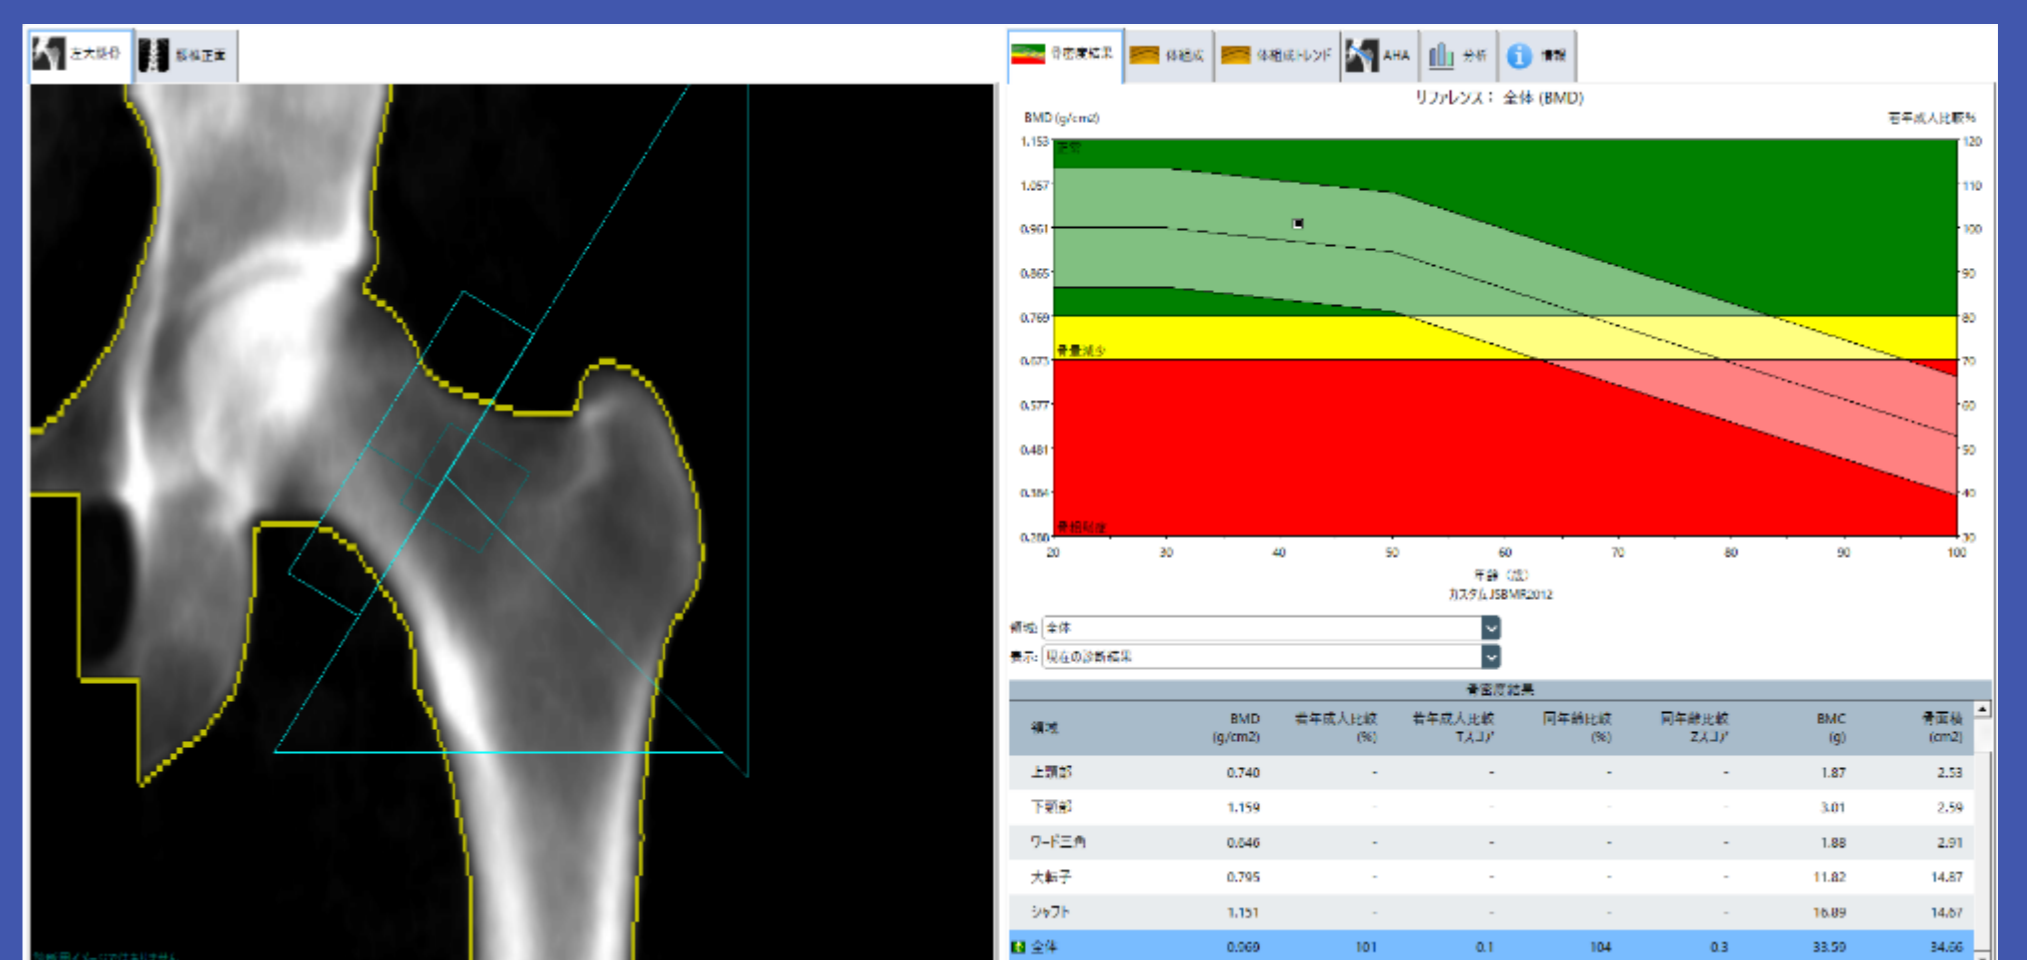 左大腿骨 腰椎正面
骨密度結果 体組成 体組成トレンド AHA 分析 情報
リファレンス： 全体 (BMD)
BMD (g/cm2) 若年成人比較%
1.153 正常 120
1.057 110
0.961 100
0.865 90
0.769 80
0.673 骨量減少 70
0.577 60
0.481 50
0.384 40
0.288 骨粗鬆症 30
20 30 40 50 60 70 80 90 100
年齢 (歳)
カスタム JSBMR2012
領域: 全体
表示: 現在の診断結果
骨密度結果
領域 BMD (g/cm2) 若年成人比較 (%) 若年成人比較 Tスコア 同年齢比較 (%) 同年齢比較 Zスコア BMC (g) 骨面積 (cm2)
上頸部 0.740 - - - - 1.87 2.53
下頸部 1.159 - - - - 3.01 2.59
ワード三角 0.646 - - - - 1.88 2.91
大転子 0.795 - - - - 11.82 14.87
シャフト 1.151 - - - - 16.89 14.67
全体 0.969 101 0.1 104 0.3 33.59 34.66